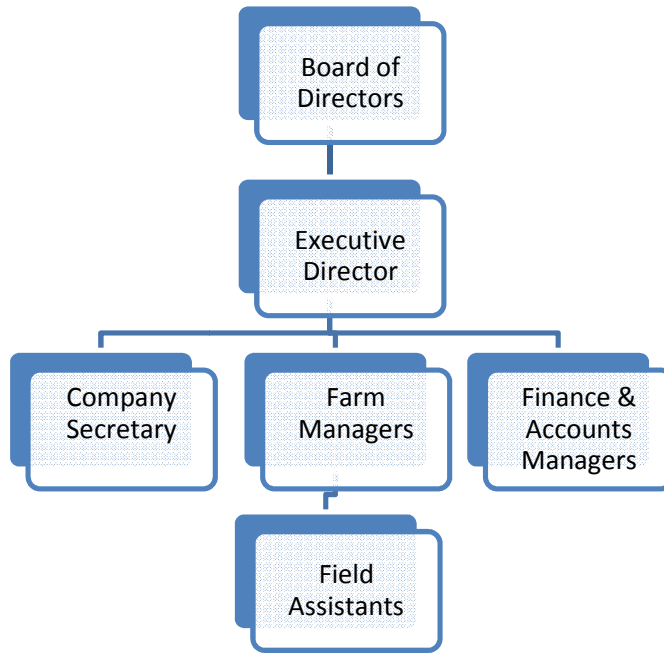 Board of
Directors
Executive
Director
Company
Secretary
Farm
Managers
Finance &
Accounts
Managers
Field
Assistants